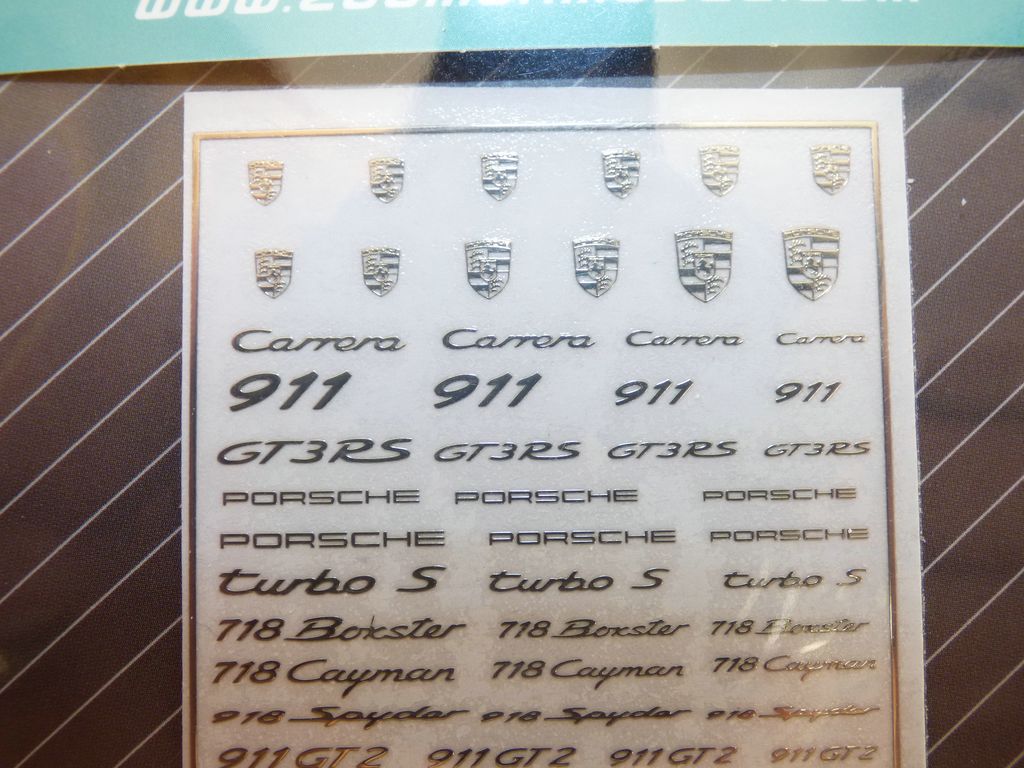 Carrera Carrera Carrera Carrera
911 911 911 911
GT3RS GT3RS GT3RS GT3RS
PORSCHE PORSCHE PORSCHE
PORSCHE PORSCHE PORSCHE
turbo S turbo S turbo S
718 Boxster 718 Boxster 718 Boxster
718 Cayman 718 Cayman 718 Cayman
918 Spyder 918 Spyder 918 Spyder
911 GT2 911 GT2 911 GT2 911 GT2